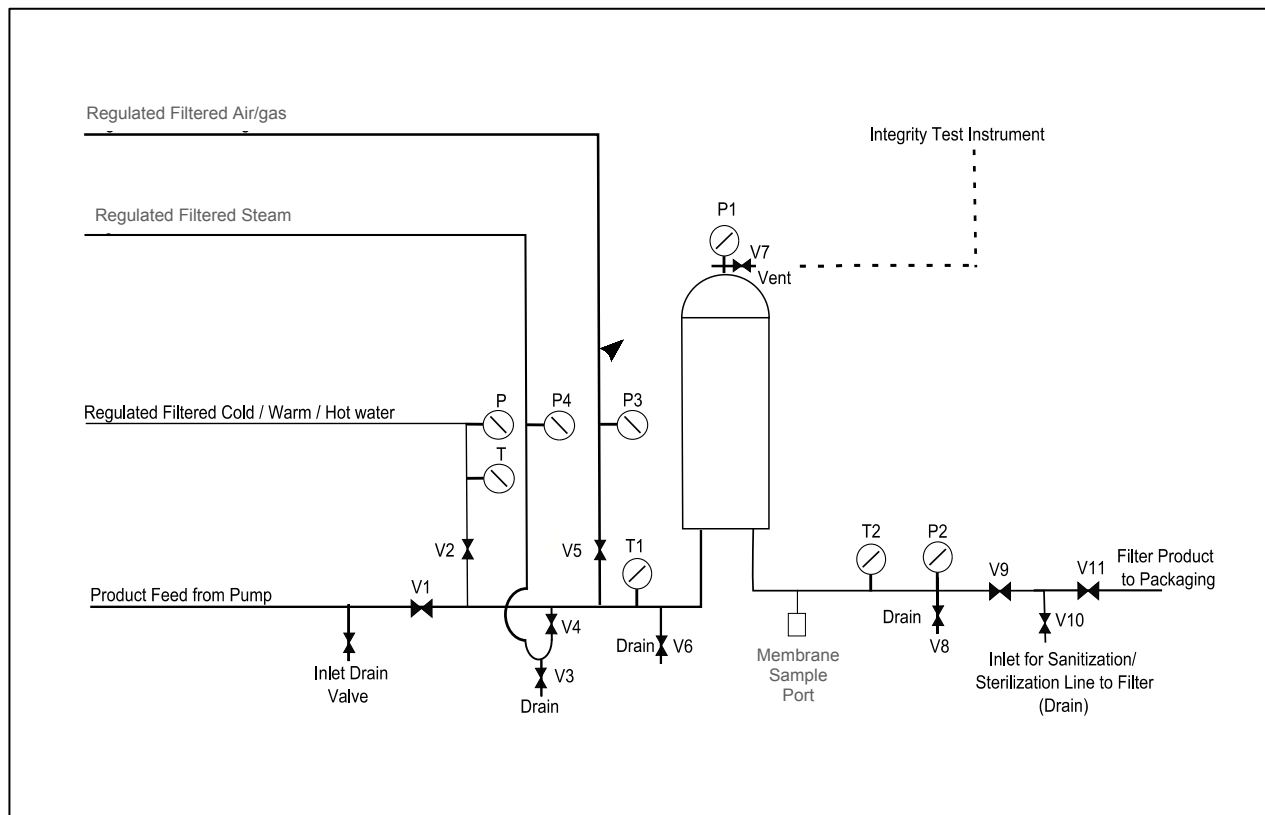 Regulated Filtered Air/gas
Integrity Test Instrument
Regulated Filtered Steam
P1
V7
Vent
Regulated Filtered Cold / Warm / Hot water
P
P4
P3
T
V2
V5
T1
T2
P2
V9
V11
Filter Product
to Packaging
Product Feed from Pump
V1
V4
Drain
V6
Drain
V8
V10
Inlet Drain
Valve
V3
Drain
Membrane
Sample
Port
Inlet for Sanitization/
Sterilization Line to Filter
(Drain)